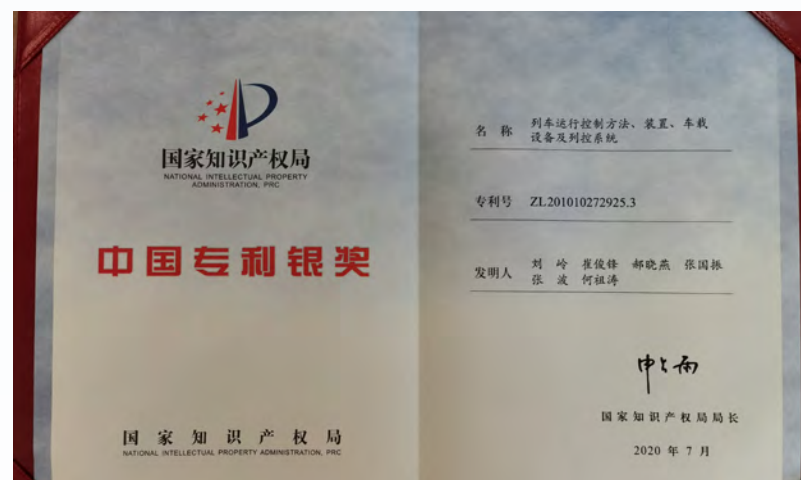 国家知识产权局
NATIONAL INTELLECTUAL PROPERTY
ADMINISTRATION, PRC
中国专利银奖
国家知识产权局
NATIONAL INTELLECTUAL PROPERTY ADMINISTRATION, PRC
名 称 列车运行控制方法、装置、车载
设备及列控系统
专利号 ZL201010272925.3
发明人 刘 岭 崔俊锋 郝晓燕 张国振
张 波 何祖涛
国家知识产权局局长
2020 年 7 月